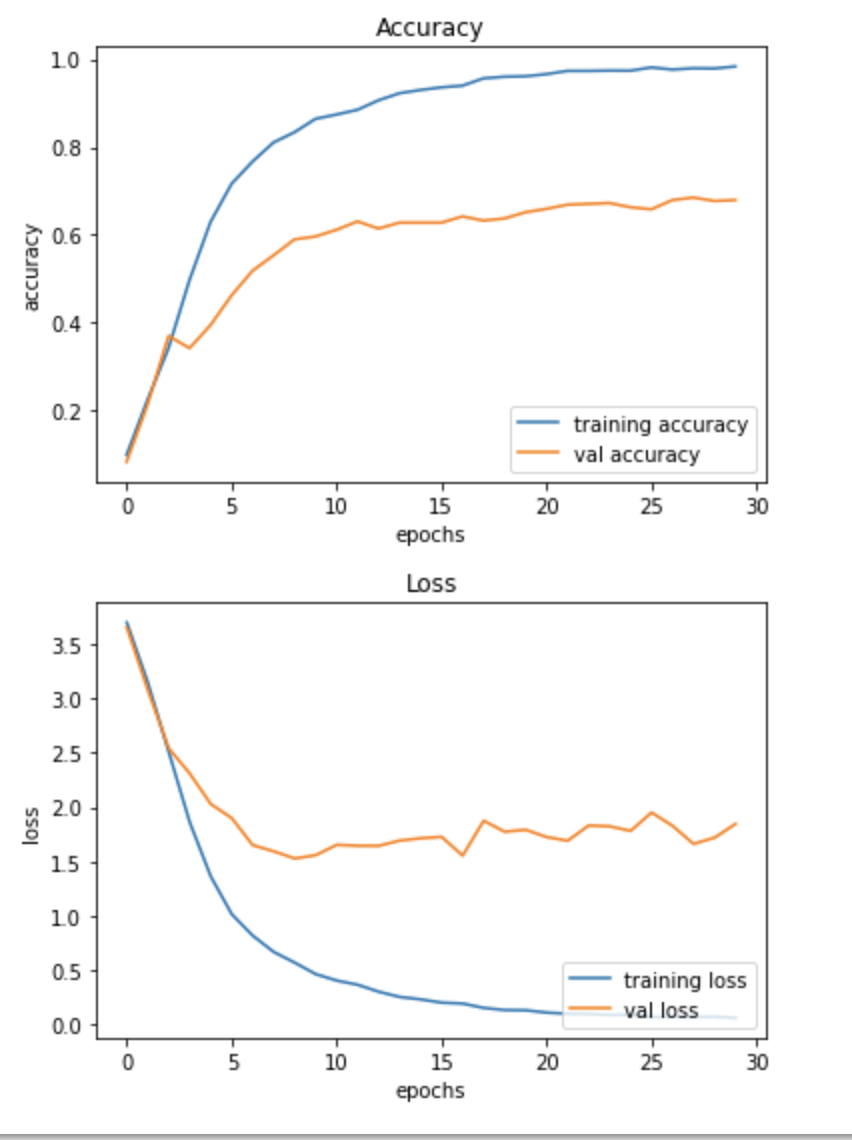 Accuracy
1.0
0.8
0.6
0.4
0.2
accuracy
training accuracy
val accuracy
0 5 10 15 20 25 30
epochs
Loss
3.5
3.0
2.5
2.0
1.5
1.0
0.5
0.0
loss
training loss
val loss
0 5 10 15 20 25 30
epochs